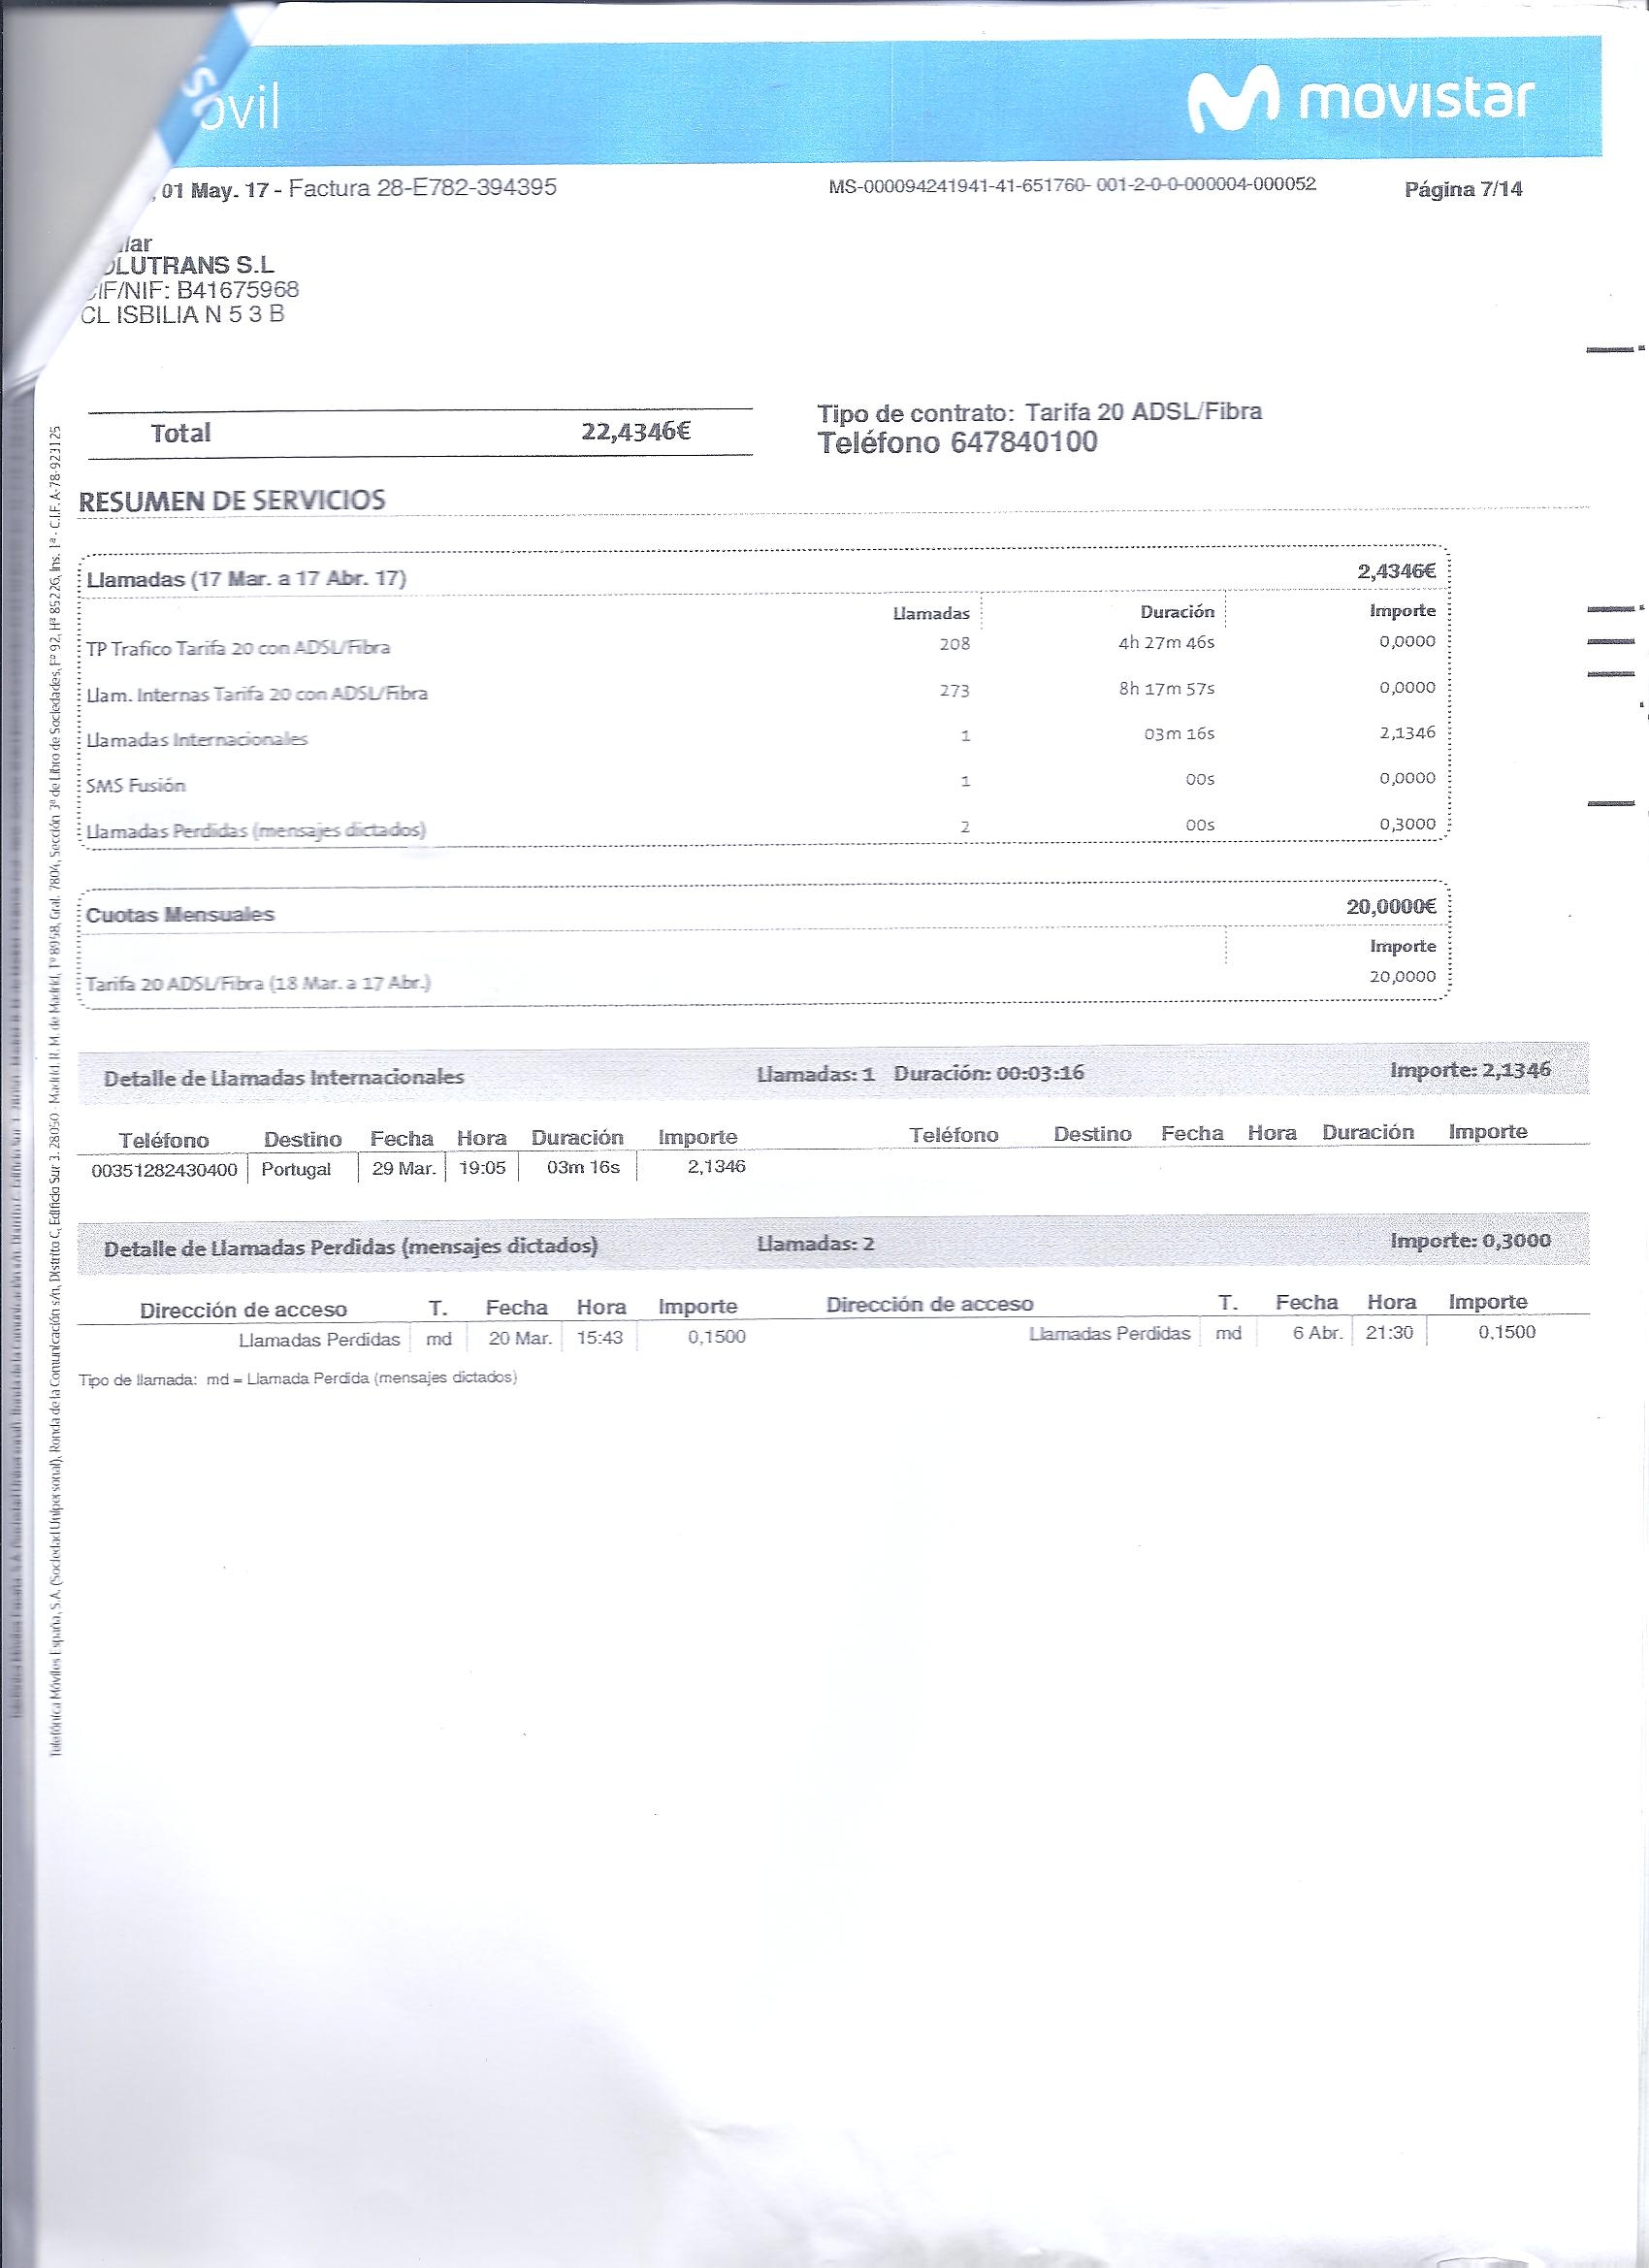 óvil
movistar
01 May. 17 - Factura 28-E782-394395
MS-000094241941-41-651760- 001-2-0-0-000004-000052
Página 7/14
lar
OLUTRANS S.L
CIF/NIF: B41675968
CL ISBILIA N 5 3 B
Total 22,4346€
Tipo de contrato: Tarifa 20 ADSL/Fibra
Teléfono 647840100
RESUMEN DE SERVICIOS
Llamadas (17 Mar. a 17 Abr. 17) 2,4346€
Llamadas Duración Importe
TP Trafico Tarifa 20 con ADSL/Fibra 208 4h 27m 46s 0,0000
Llam. Internas Tarifa 20 con ADSL/Fibra 273 8h 17m 57s 0,0000
Llamadas Internacionales 1 03m 16s 2,1346
SMS Fusión 1 00s 0,0000
Llamadas Perdidas (mensajes dictados) 2 00s 0,3000
Cuotas Mensuales 20,0000€
Importe
Tarifa 20 ADSL/Fibra (18 Mar. a 17 Abr.) 20,0000
Detalle de Llamadas Internacionales Llamadas: 1 Duración: 00:03:16 Importe: 2,1346
Teléfono Destino Fecha Hora Duración Importe Teléfono Destino Fecha Hora Duración Importe
00351282430400 Portugal 29 Mar. 19:05 03m 16s 2,1346
Detalle de Llamadas Perdidas (mensajes dictados) Llamadas: 2 Importe: 0,3000
Dirección de acceso T. Fecha Hora Importe Dirección de acceso T. Fecha Hora Importe
Llamadas Perdidas md 20 Mar. 15:43 0,1500 Llamadas Perdidas md 6 Abr. 21:30 0,1500
Tipo de llamada: md = Llamada Perdida (mensajes dictados)
Telefónica Móviles España, S.A. (Sociedad Unipersonal), Ronda de la Comunicación s/n, Distrito C, Edificio Sur 3. 28050 - Madrid. R. M. de Madrid, Tº 8958, Gral. 7804, Sección 3ª de Libro de Sociedades, Fº 92, Hª 85226, Ins. 1ª - C.I.F. A-78-923125